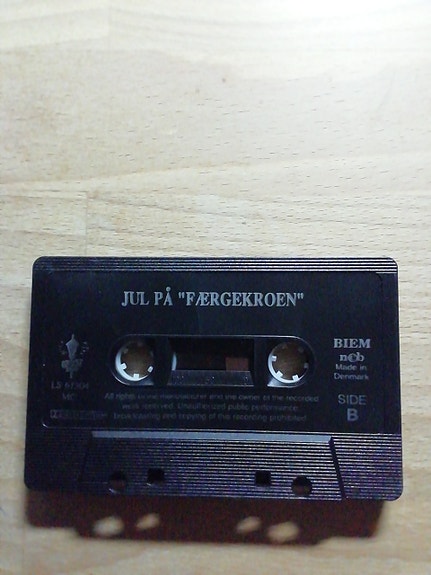 JUL PÅ "FÆRGEKROEN"
BIEM
n©b
Made in
Denmark
MC
SIDE
B
All rights of the manufacturer and the owner of the recorded
work reserved. Unauthorized public performance,
broadcasting and copying of this recording prohibited.